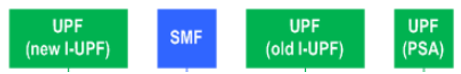 UPF
(new I-UPF)
SMF
UPF
(old I-UPF)
UPF
(PSA)